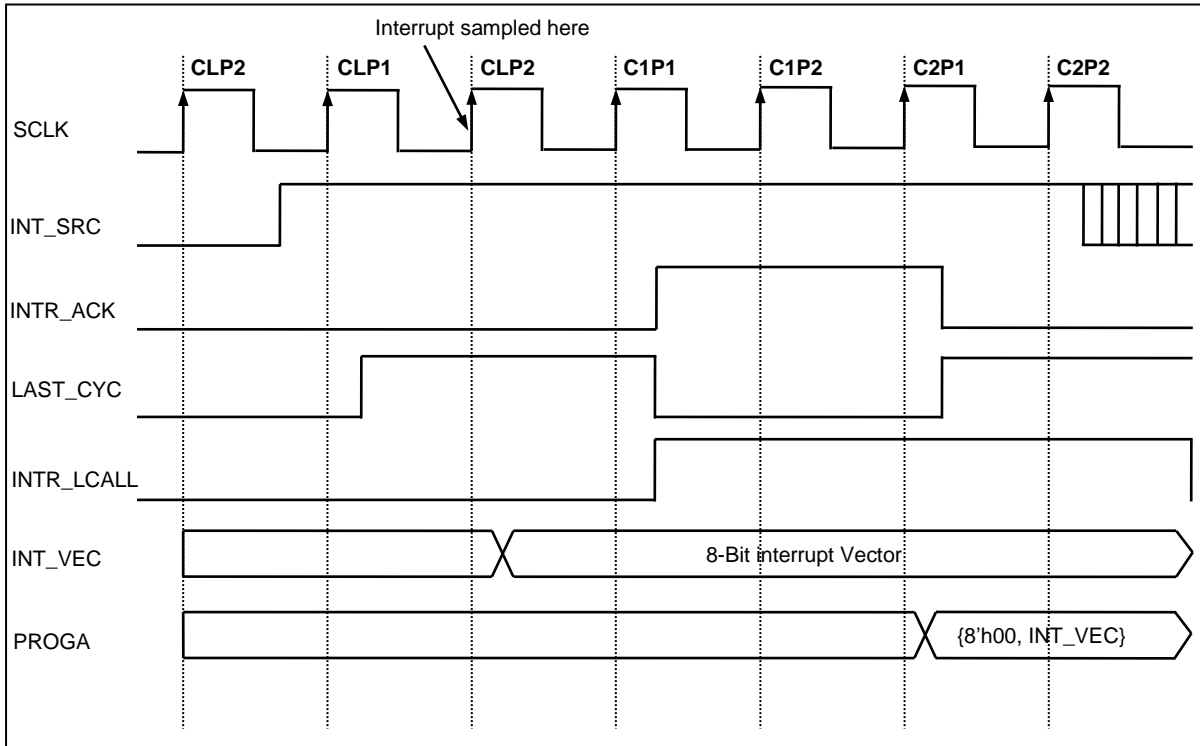 Interrupt sampled here
CLP2 CLP1 CLP2 C1P1 C1P2 C2P1 C2P2
SCLK
INT_SRC
INTR_ACK
LAST_CYC
INTR_LCALL
INT_VEC 8-Bit interrupt Vector
PROGA {8'h00, INT_VEC}